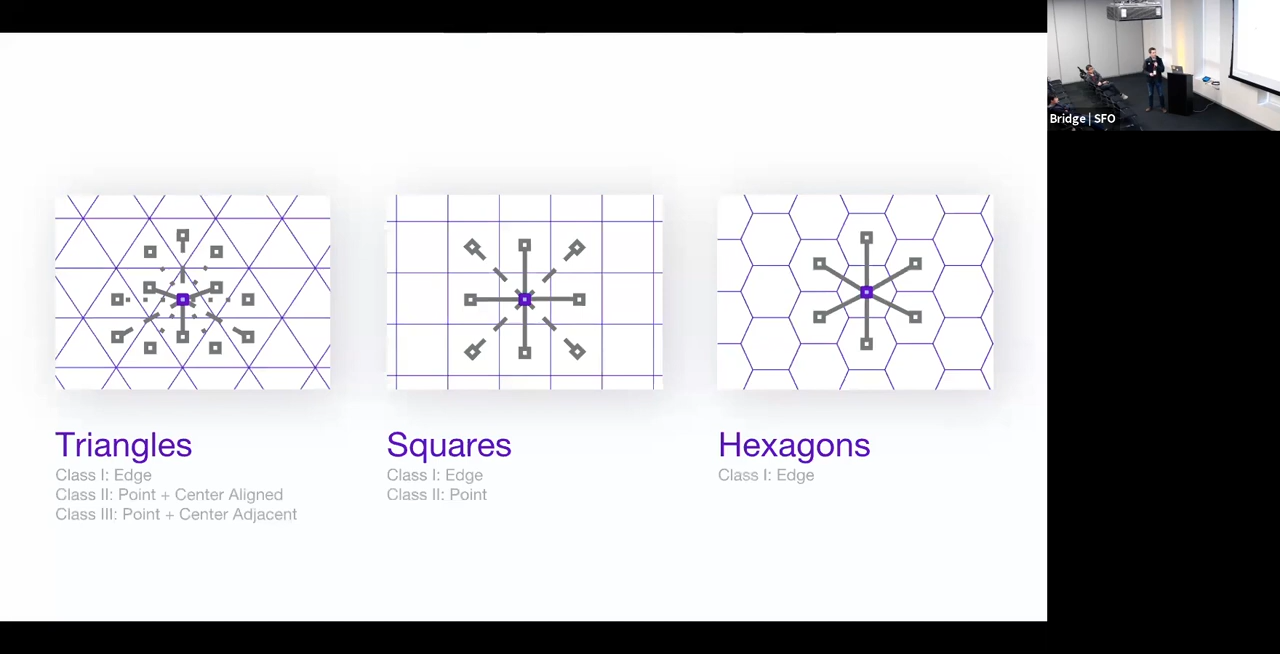 Bridge | SFO
Triangles
Class I: Edge
Class II: Point + Center Aligned
Class III: Point + Center Adjacent
Squares
Class I: Edge
Class II: Point
Hexagons
Class I: Edge